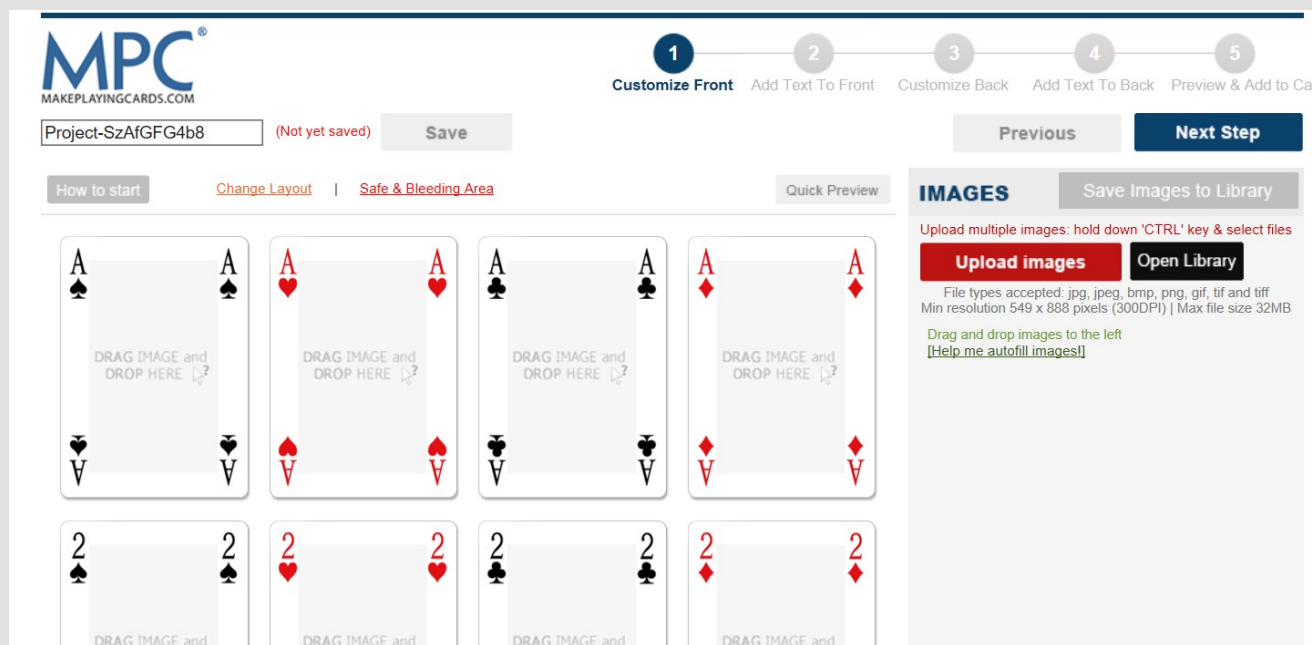 MPC®
MAKEPLAYINGCARDS.COM
1 2 3 4 5
Customize Front Add Text To Front Customize Back Add Text To Back Preview & Add to Ca
Project-SzAfGFG4b8 (Not yet saved) Save Previous Next Step
How to start Change Layout | Safe & Bleeding Area Quick Preview
IMAGES Save Images to Library
Upload multiple images: hold down 'CTRL' key & select files
Upload images Open Library
File types accepted: jpg, jpeg, bmp, png, gif, tif and tiff
Min resolution 549 x 888 pixels (300DPI) | Max file size 32MB
Drag and drop images to the left
[Help me autofill images!]
A A A A A A A A
DRAG IMAGE and DRAG IMAGE and DRAG IMAGE and DRAG IMAGE and
DROP HERE ? DROP HERE ? DROP HERE ? DROP HERE ?
A A A A A A A A
2 2 2 2 2 2 2 2
DRAG IMAGE and DRAG IMAGE and DRAG IMAGE and DRAG IMAGE and